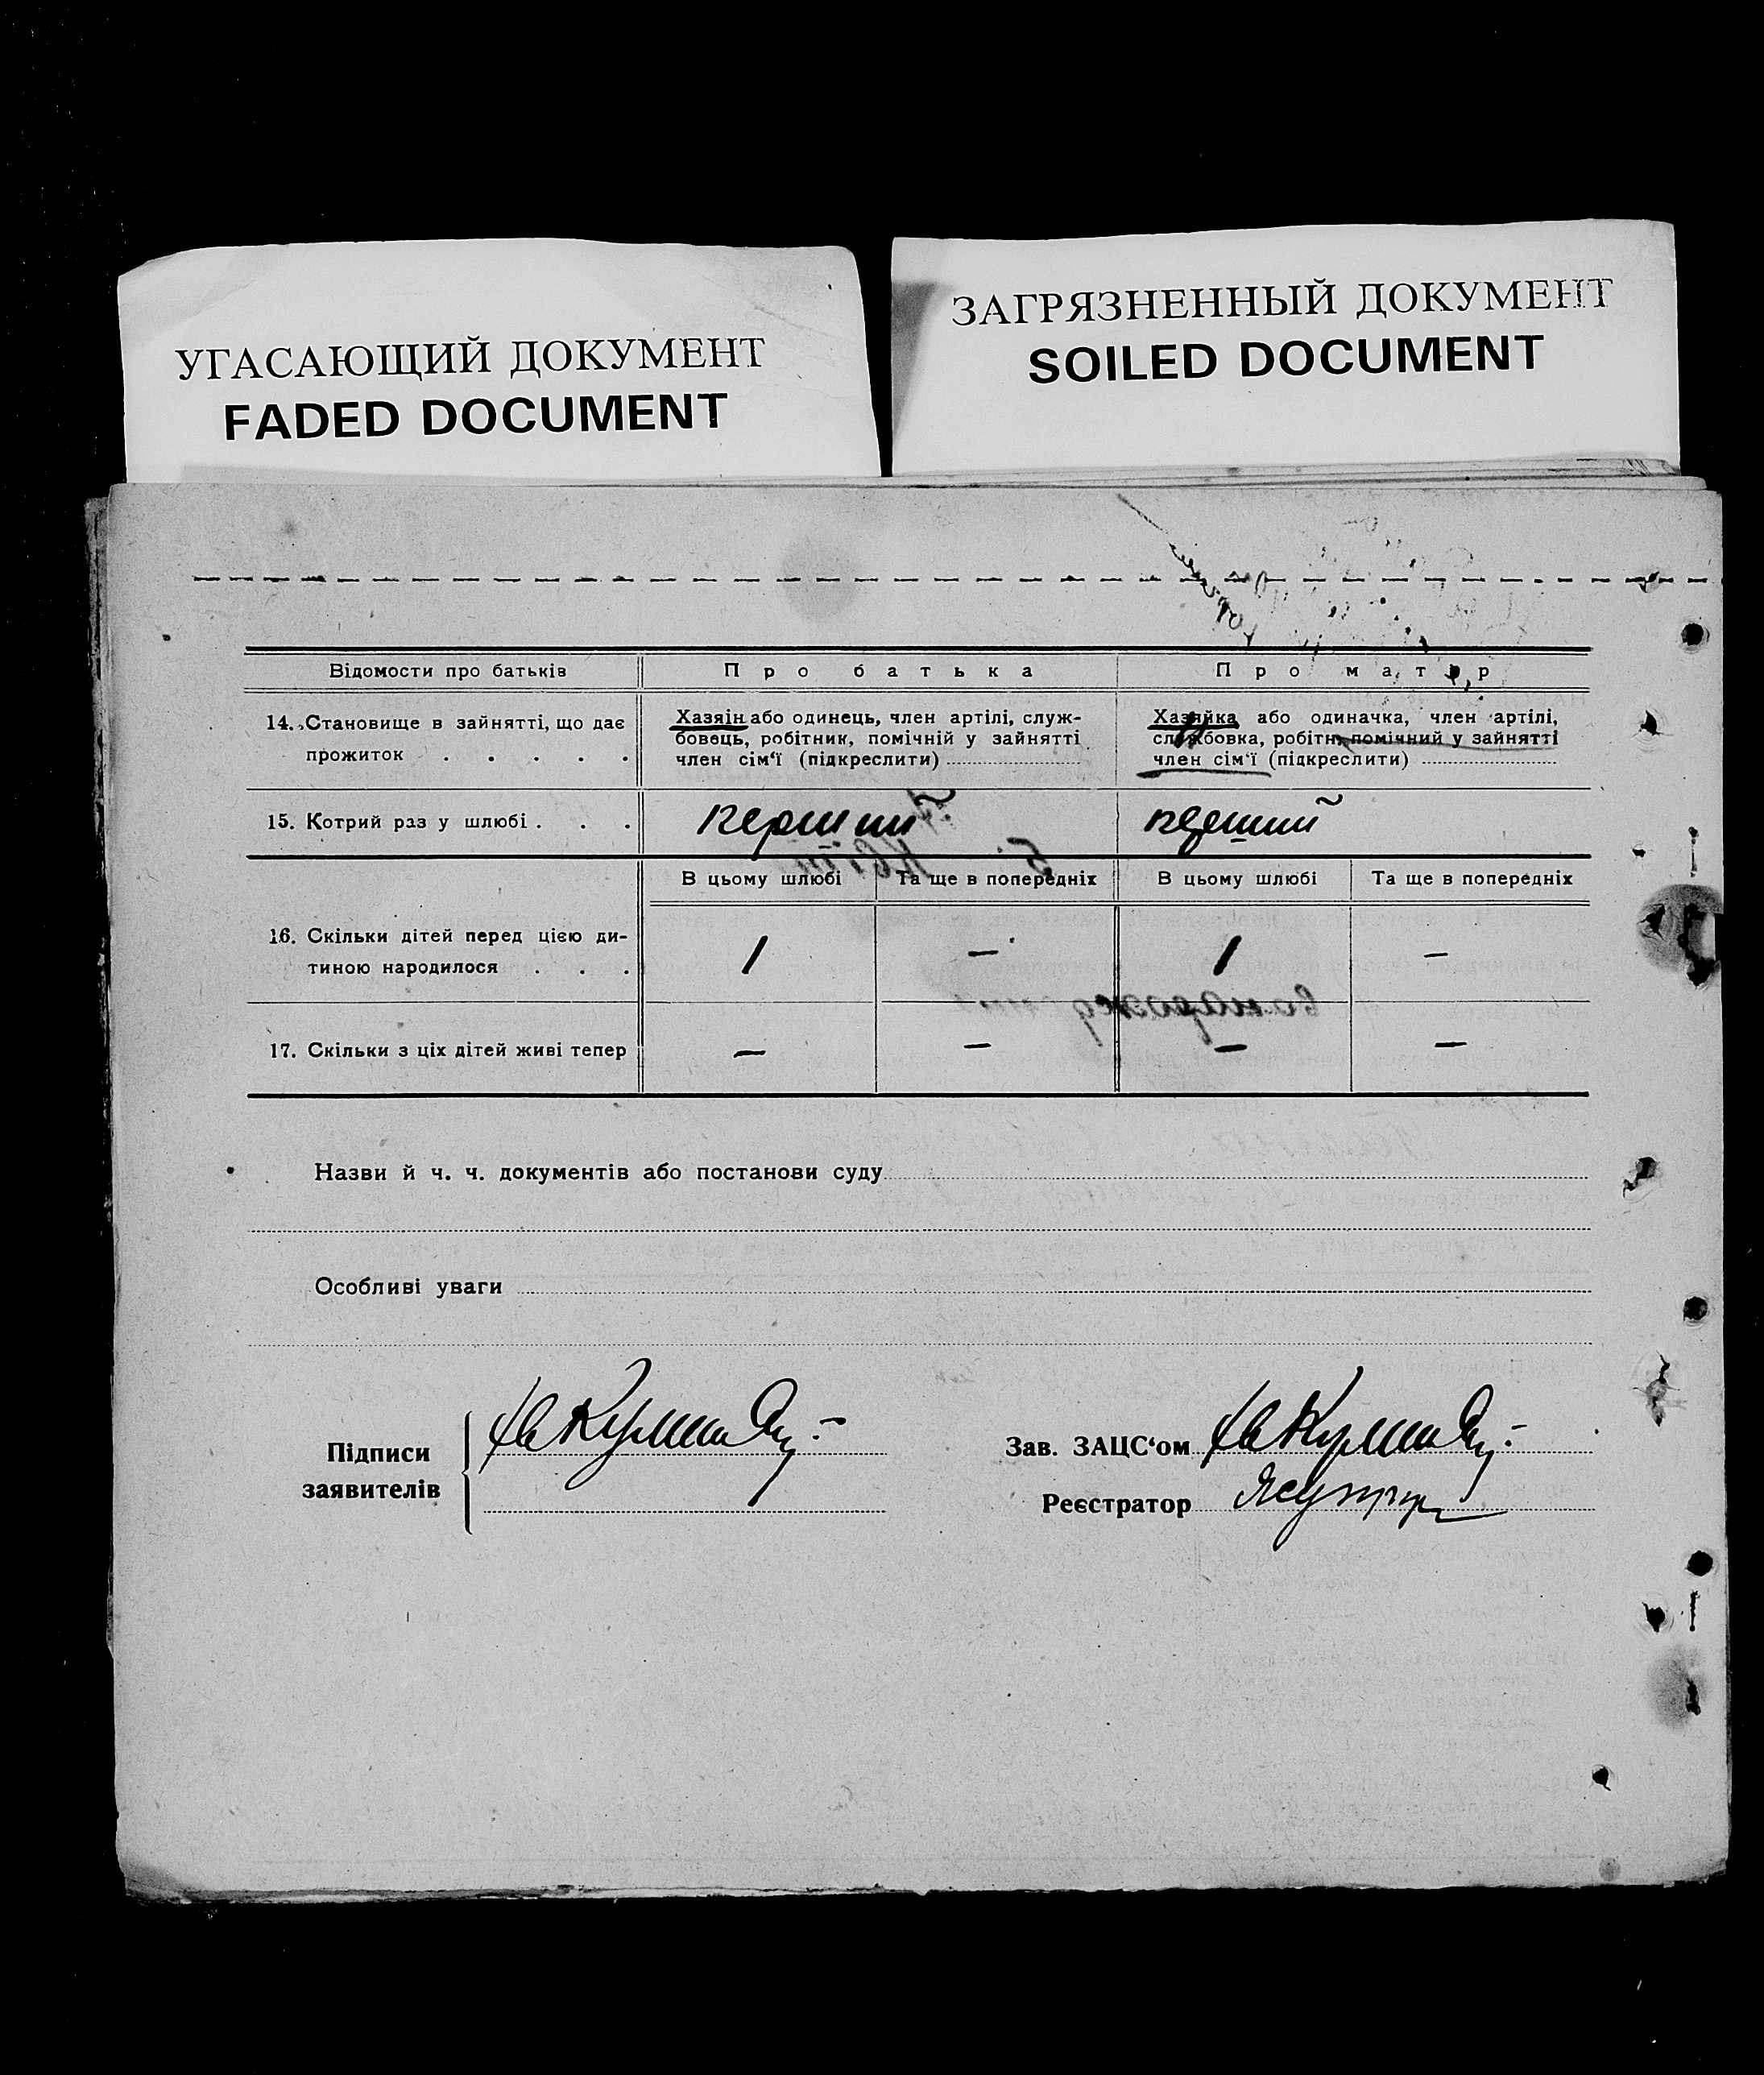 УГАСАЮЩИЙ ДОКУМЕНТ
FADED DOCUMENT
ЗАГРЯЗНЕННЫЙ ДОКУМЕНТ
SOILED DOCUMENT
Відомости про батьків
Про батька
Про матір
14. Становище в зайнятті, що дає
прожиток . . . . .
Хазяїн або одинець, член артілі, служ-
бовець, робітник, помічній у зайнятті
член сім‘ї (підкреслити)
Хазяйка або одиначка, член артілі,
службовка, робітн, помічний у зайнятті
член сім‘ї (підкреслити)
15. Котрий раз у шлюбі . . .
перший
перший
В цьому шлюбі
Та ще в попередніх
В цьому шлюбі
Та ще в попередніх
16. Скільки дітей перед цією ди-
тиною народилося . . .
1
—
1
—
17. Скільки з ціх дітей живі тепер
—
—
—
—
Назви й ч. ч. документів або постанови суду
Особливі уваги
Підписи
заявителів
Зав. ЗАЦС‘ом
Реєстратор